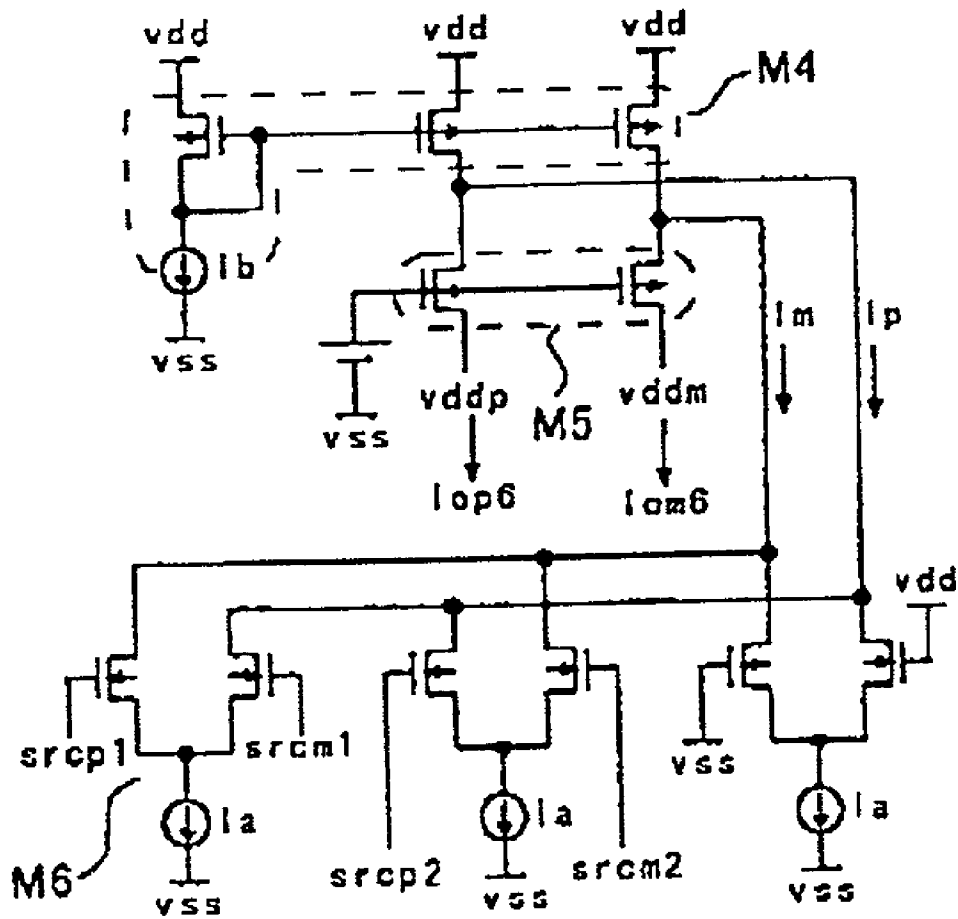 vdd
vdd
vdd
M4
Ib
vss
Im
Ip
vss
vddp
M5
vddm
Iop6
Iom6
vdd
srcp1
srcm1
vss
M6
Ia
Ia
Ia
srcp2
srcm2
vss
vss
vss